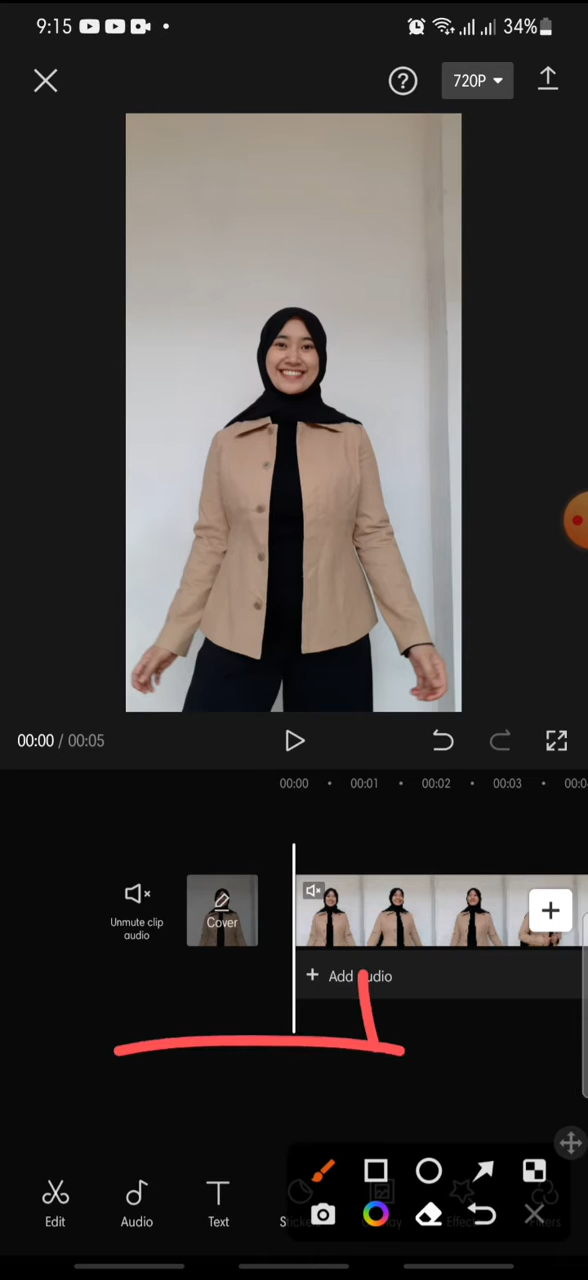 9:15
34%
720P
00:00 / 00:05
00:00
00:01
00:02
00:03
Unmute clip
audio
Cover
Add audio
Edit
Audio
Text